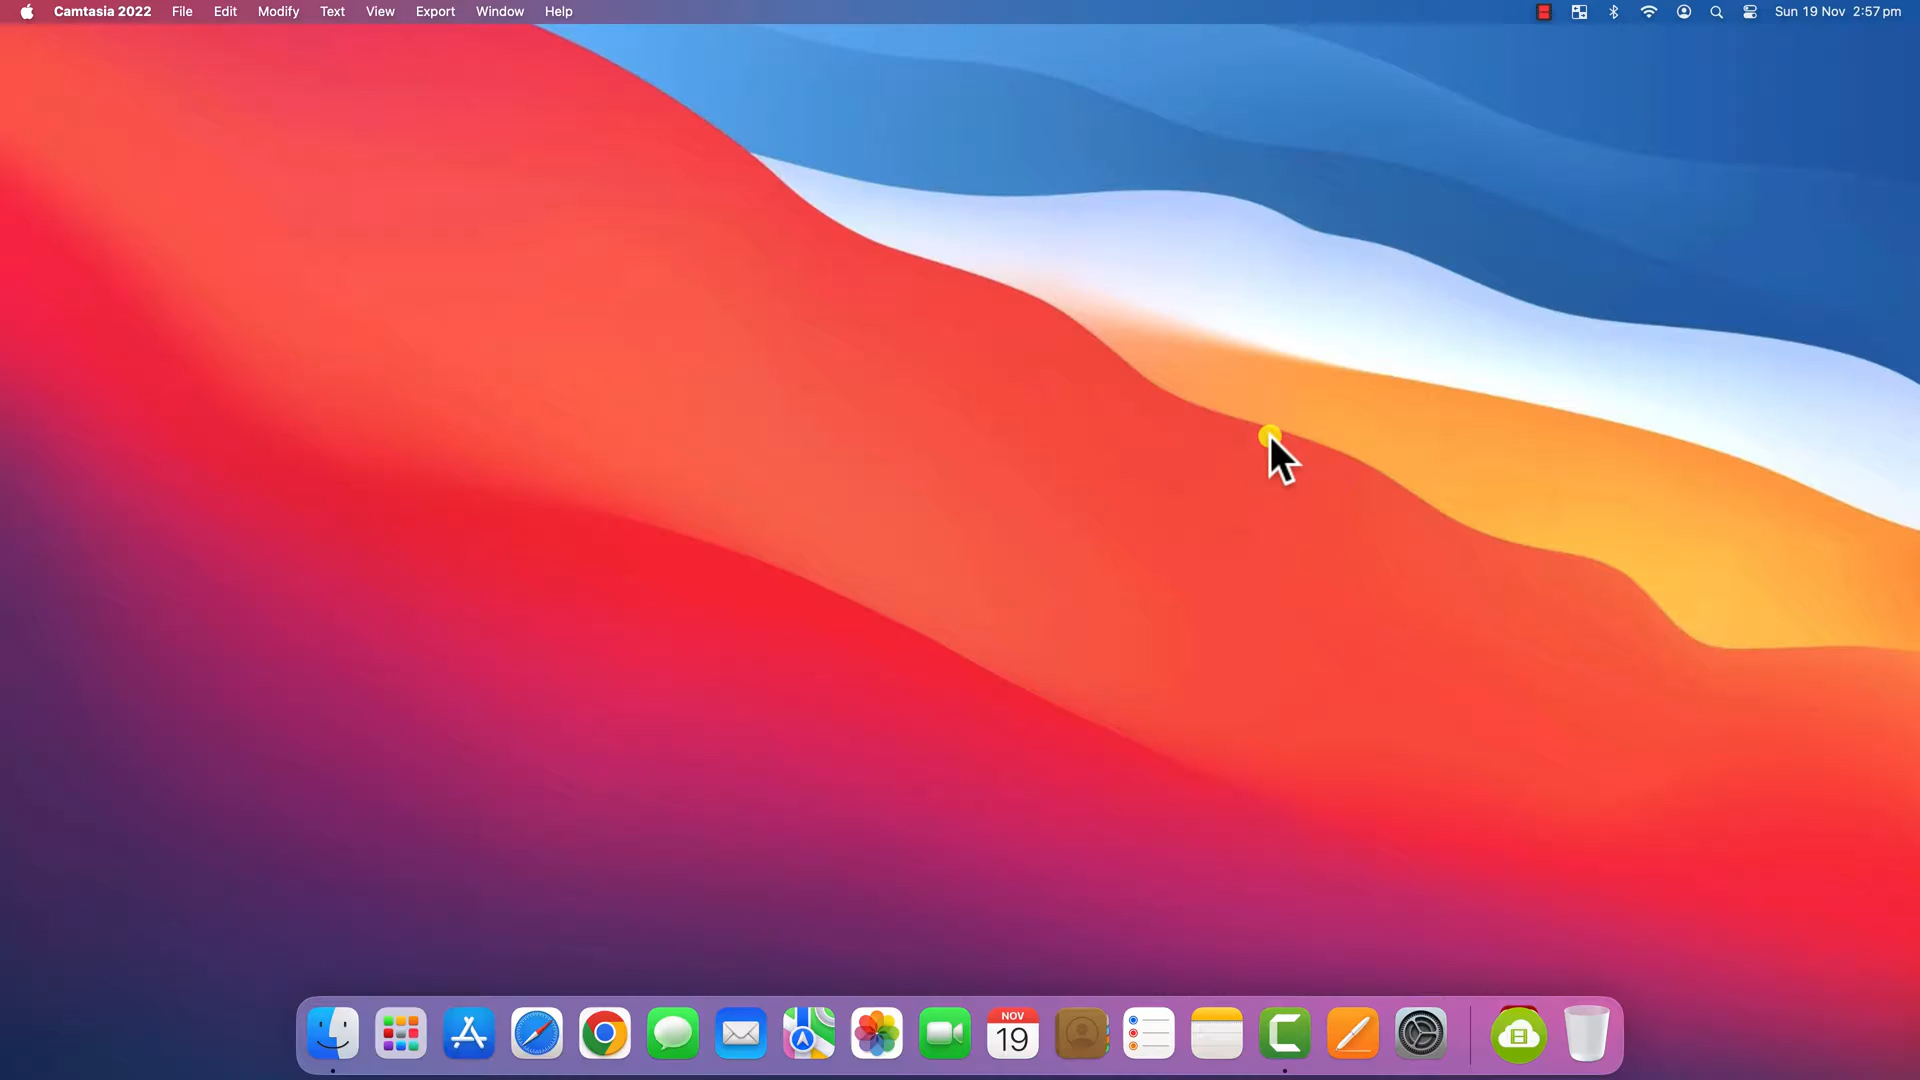 Camtasia 2022 File Edit Modify Text View Export Window Help Sun 19 Nov 2:57 pm
NOV
19